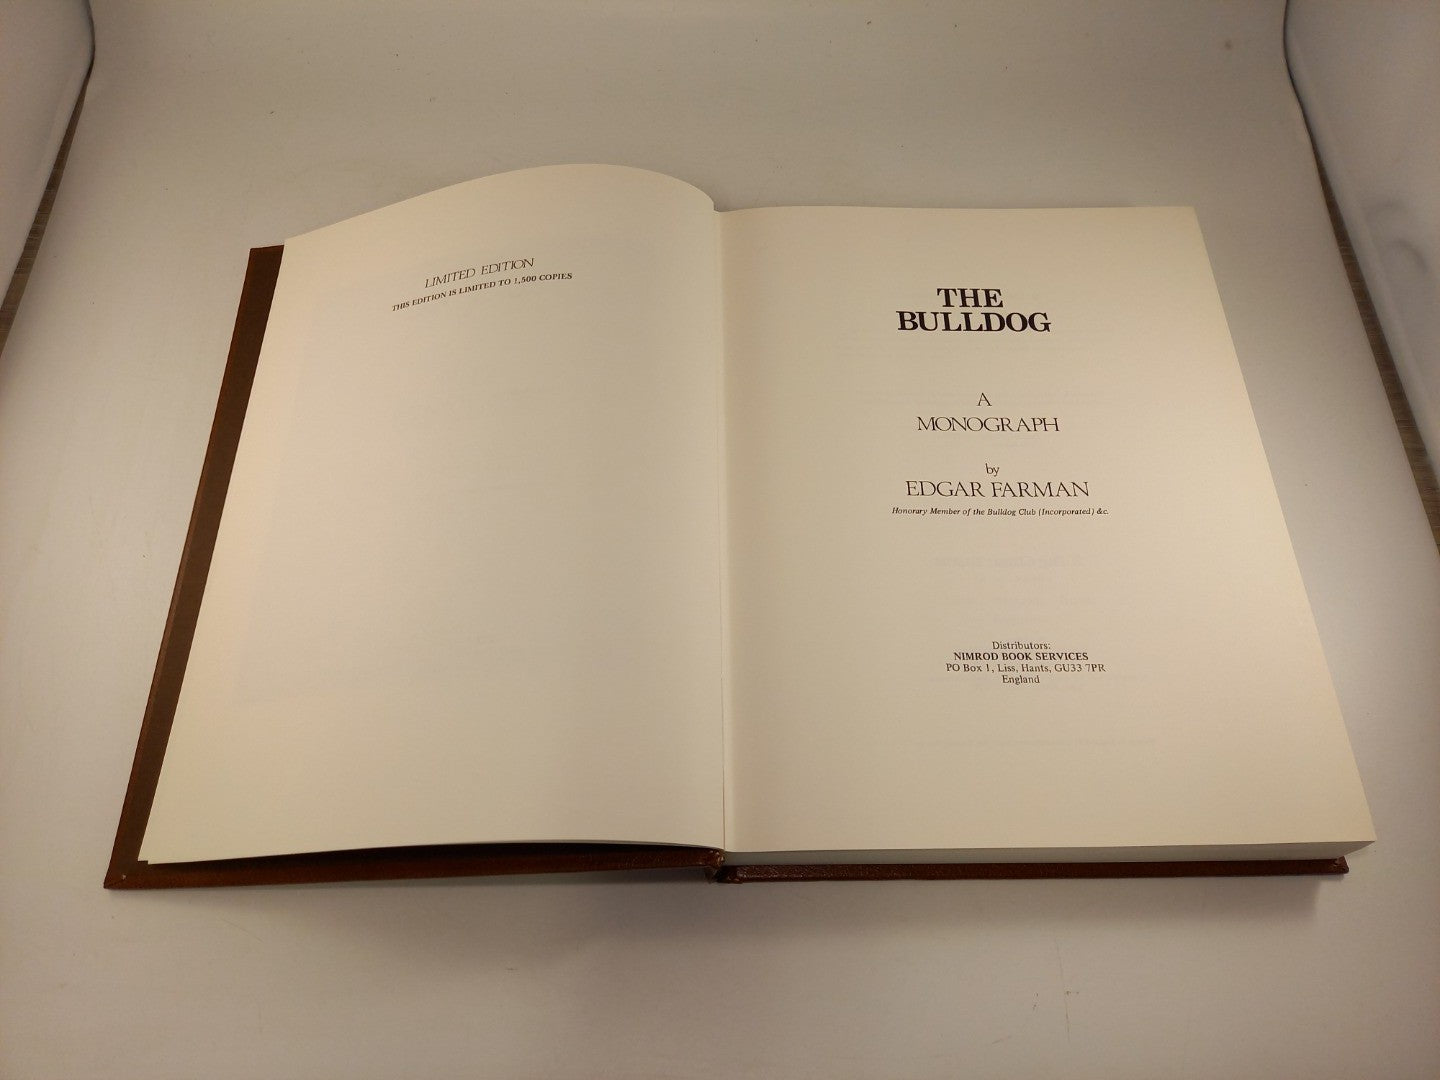 LIMITED EDITION
THIS EDITION IS LIMITED TO 1,500 COPIES
THE
BULLDOG
A
MONOGRAPH
by
EDGAR FARMAN
Honorary Member of the Bulldog Club (Incorporated) &c.
Distributors:
NIMROD BOOK SERVICES
PO Box 1, Liss, Hants, GU33 7PR
England